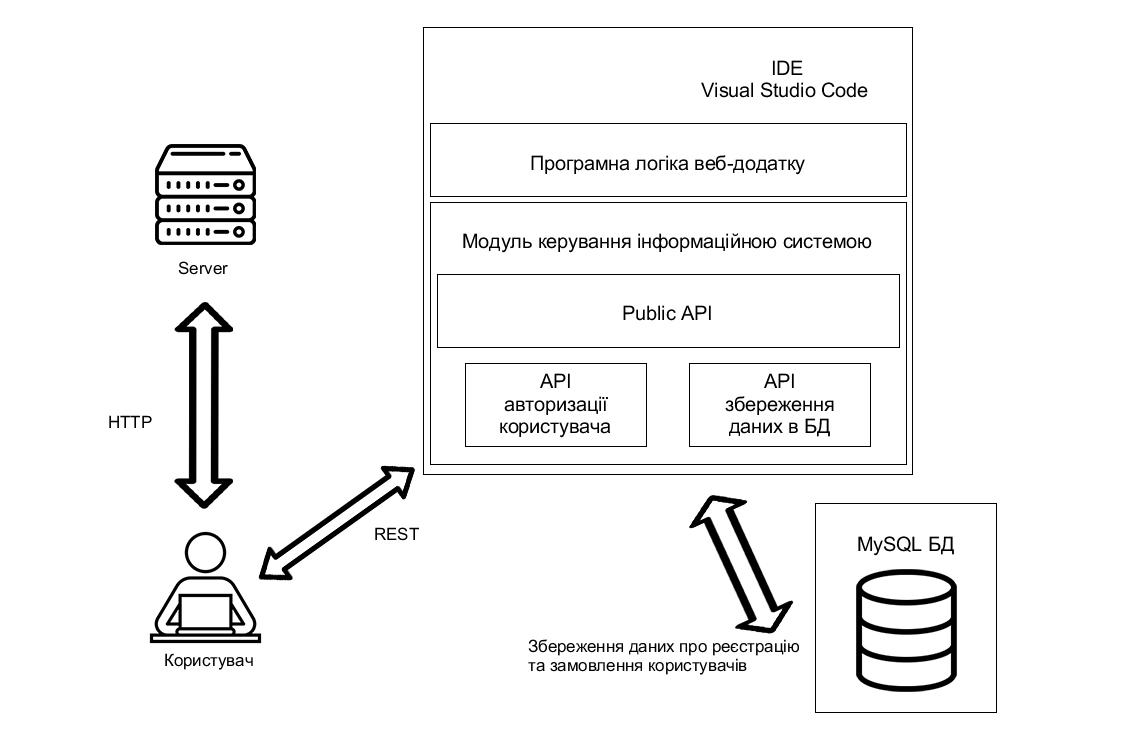 IDE
Visual Studio Code
Програмна логіка веб-додатку
Модуль керування інформаційною системою
Public API
API
авторизації
користувача
API
збереження
даних в БД
Server
HTTP
REST
Користувач
MySQL БД
Збереження даних про реєстрацію
та замовлення користувачів